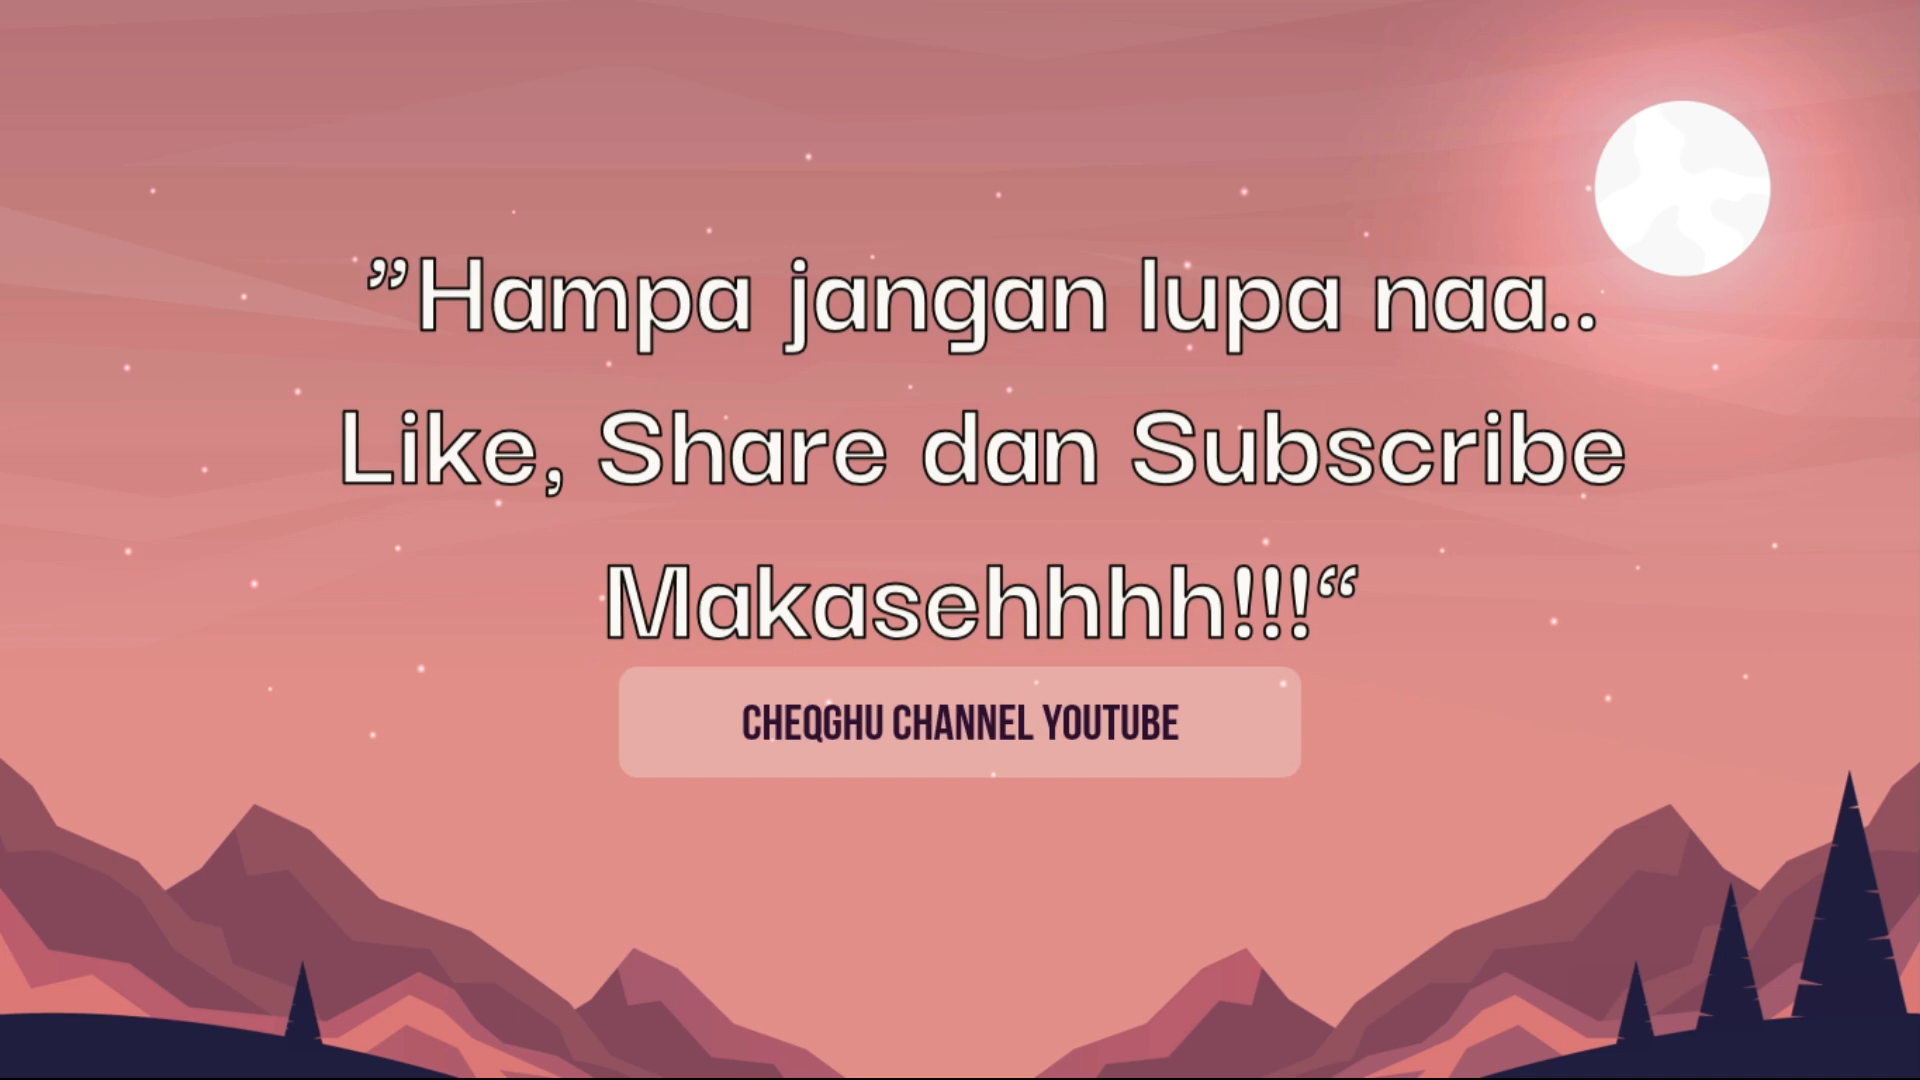 ”Hampa jangan lupa naa..
Like, Share dan Subscribe
Makasehhhh!!!“
CHEQGHU CHANNEL YOUTUBE